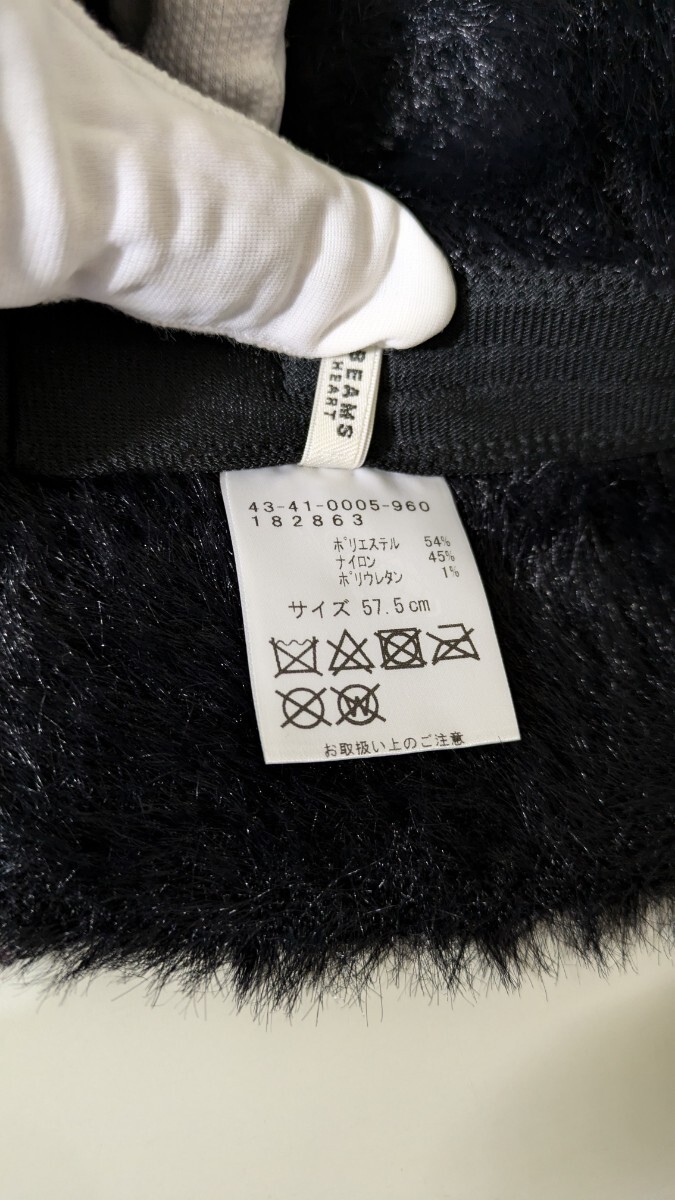 BEAMS
HEART
43-41-0005-960
182863
ポリエステル 54%
ナイロン 45%
ポリウレタン 1%
サイズ 57.5cm
W
お取扱い上のご注意